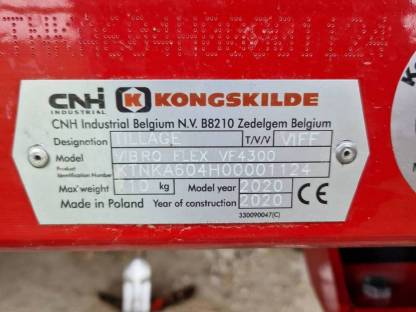 CNH INDUSTRIAL KONGSKILDE
CNH Industrial Belgium N.V. B8210 Zedelgem Belgium
Designation TILLAGE T/V/V VIFF
Model VIBRO FLEX VF4300
Product Identification Number K1NKA604H00001124
Max weight kg Model year 2020
Made in Poland Year of construction 2020 CE
330090047(C)